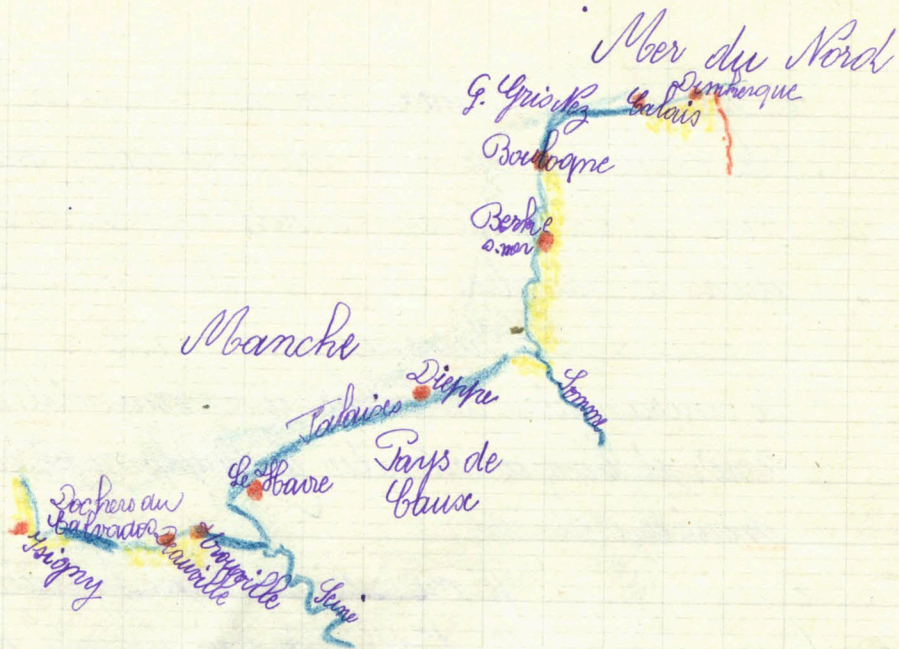 Mer du Nord
G. Gris Nez
Calais
Dunkerque
Boulogne
Berk
s. mer
Manche
Dieppe
Falaises
Somme
Le Havre
Pays de
Caux
Rochers du
Calvados
Isigny
Deauville
Trouville
Seine